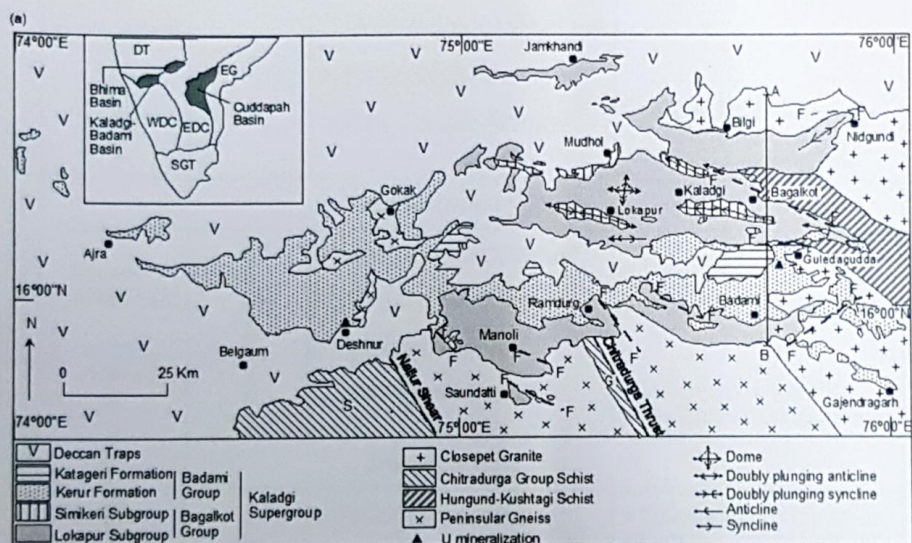 (a)
74°00"E
75°00"E
76°00"E
DT
EG
Bhima
Basin
Kaladgi-
Badami
Basin
WDC
EDC
Cuddapah
Basin
SGT
Jamkhandi
V
A
Bilgi
F
Nidgundi
Mudhol
Kaladgi
Bagalkot
Lokapur
Gokak
Ajra
Guledagudda
16°00"N
N
Ramdurg
Badami
16°00"N
Manoli
Deshnur
Belgaum
0 25 Km
Nallur Shear
Chitradurga Thrust
G
B
F
Saundatti
S
Gajendragarh
74°00"E
75°00"E
76°00"E
V Deccan Traps
Katageri Formation
Kerur Formation
Badami
Group
Simikeri Subgroup
Lokapur Subgroup
Bagalkot
Group
Kaladgi
Supergroup
+ Closepet Granite
Chitradurga Group Schist
Hungund-Kushtagi Schist
× Peninsular Gneiss
U mineralization
Dome
Doubly plunging anticline
Doubly plunging syncline
Anticline
Syncline